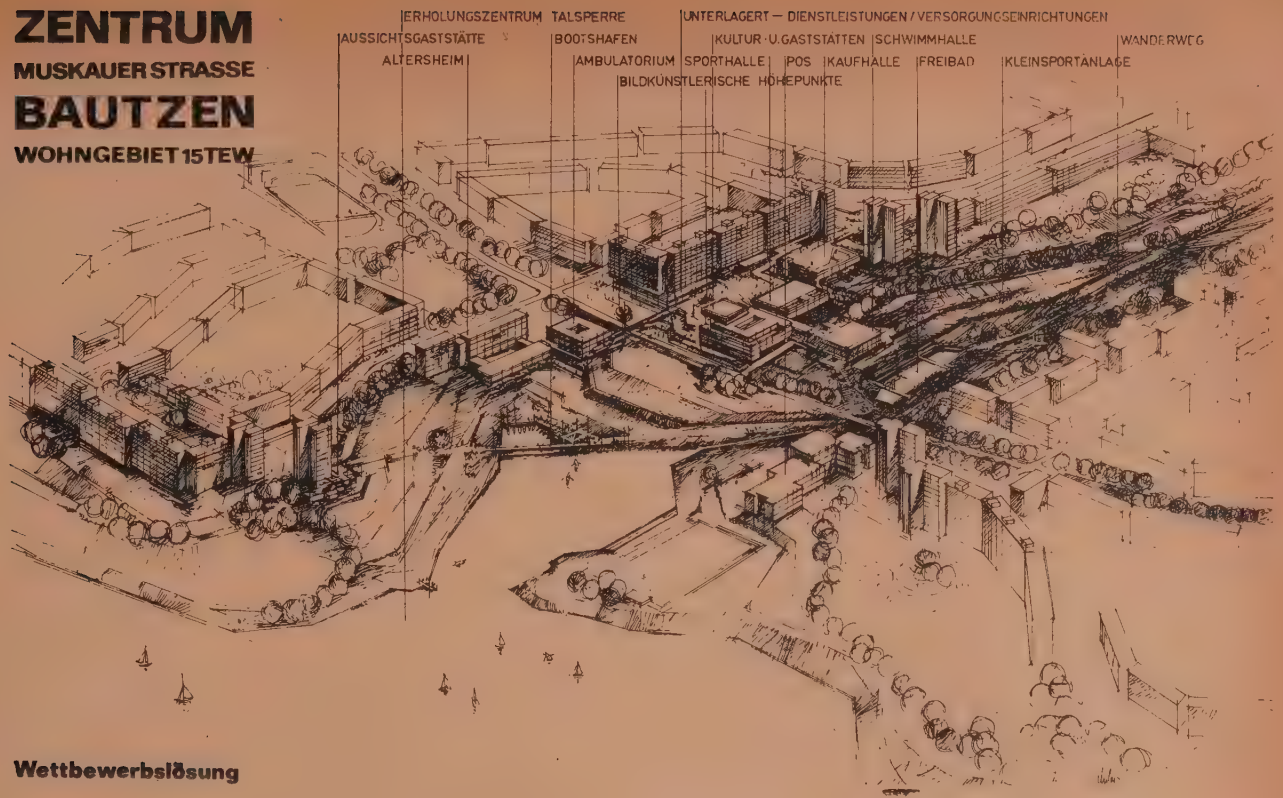 ZENTRUM
MUSKAUER STRASSE
BAUTZEN
WOHNGEBIET 15TEW
ERHOLUNGSZENTRUM TALSPERRE
UNTERLAGERT — DIENSTLEISTUNGEN / VERSORGUNGSEINRICHTUNGEN
AUSSICHTSGASTSTÄTTE
BOOTSHAFEN
KULTUR- U. GASTSTÄTTEN
SCHWIMMHALLE
WANDERWEG
ALTERSHEIM
AMBULATORIUM
SPORTHALLE
POS
KAUFHALLE
FREIBAD
KLEINSPORTANLAGE
BILDKÜNSTLERISCHE HÖHEPUNKTE
Wettbewerbslösung